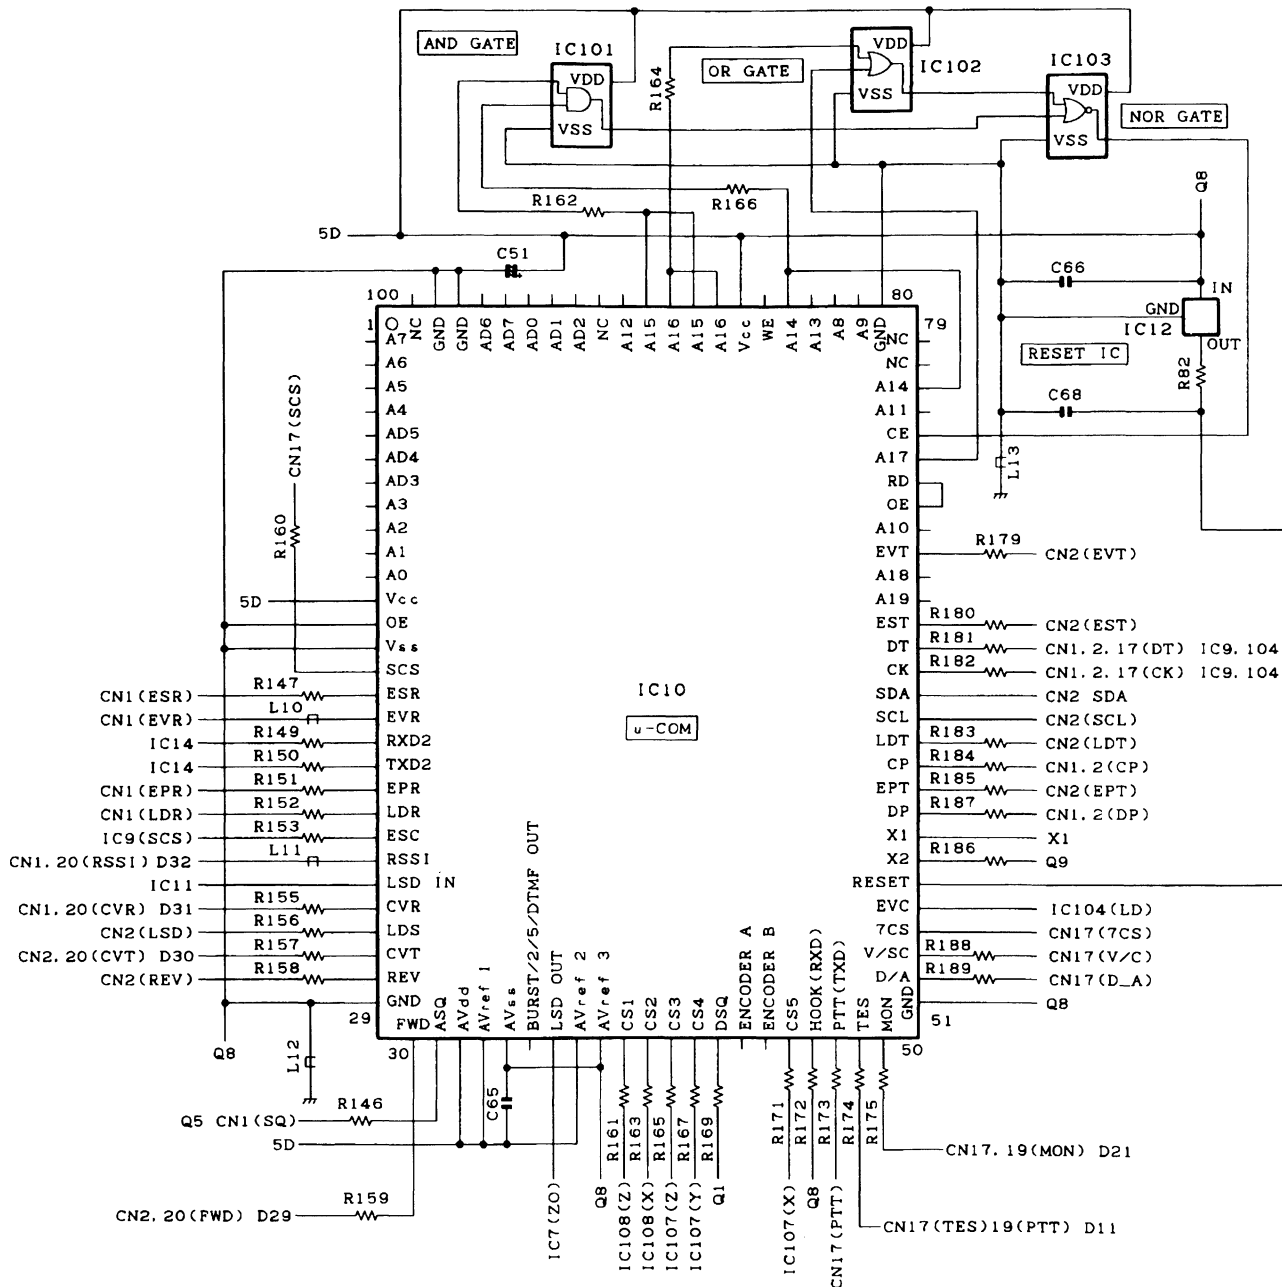 AND GATE
IC101
VDD
VSS
R164
OR GATE
VDD
VSS
IC102
IC103
VDD
VSS
NOR GATE
R162
R166
Q8
5D
C51
+
C66
IN
GND
IC12
OUT
RESET IC
R82
C68
L13
100
80
1
79
NC
GND
GND
AD6
AD7
AD0
AD1
AD2
NC
A12
A15
A16
A16
Vcc
WE
A14
A13
A8
A9
GND
A7
A6
A5
A4
AD5
AD4
AD3
A3
A2
A1
A0
Vcc
OE
Vss
SCS
ESR
EVR
RXD2
TXD2
EPR
LDR
ESC
RSSI
LSD IN
CVR
LDS
CVT
REV
GND
NC
NC
A14
A11
CE
A17
RD
OE
A10
EVT
A18
A19
EST
DT
CK
SDA
SCL
LDT
CP
EPT
DP
X1
X2
RESET
EVC
7CS
V/SC
D/A
GND
IC10
u-COM
CN17(SCS)
R160
5D
CN1(ESR) R147
CN1(EVR) L10
IC14 R149
IC14 R150
CN1(EPR) R151
CN1(LDR) R152
IC9(SCS) R153
CN1.20(RSSI) D32 L11
IC11
CN1.20(CVR) D31 R155
CN2(LSD) R156
CN2.20(CVT) D30 R157
CN2(REV) R158
R179 CN2(EVT)
R180 CN2(EST)
R181 CN1.2.17(DT) IC9.104
R182 CN1.2.17(CK) IC9.104
CN2 SDA
CN2(SCL)
R183 CN2(LDT)
R184 CN1.2(CP)
R185 CN2(EPT)
R187 CN1.2(DP)
X1
R186 Q9
IC104(LD)
CN17(7CS)
R188 CN17(V/C)
R189 CN17(D_A)
Q8
29
30
50
51
FWD
ASQ
AVdd
AVref 1
AVss
BURST/2/5/DTMF OUT
LSD OUT
AVref 2
AVref 3
CS1
CS2
CS3
CS4
DSQ
ENCODER A
ENCODER B
CS5
HOOK(RXD)
PTT(TXD)
TES
MON
Q8
L12
Q5 CN1(SQ) R146
5D
C65
CN2.20(FWD) D29 R159
R161
R163
R165
R167
R169
R171
R172
R173
R174
R175
IC7(ZO)
Q8
IC108(Z)
IC108(X)
IC107(Z)
IC107(Y)
Q1
IC107(X)
Q8
CN17(PTT)
CN17.19(MON) D21
CN17(TES)19(PTT) D11